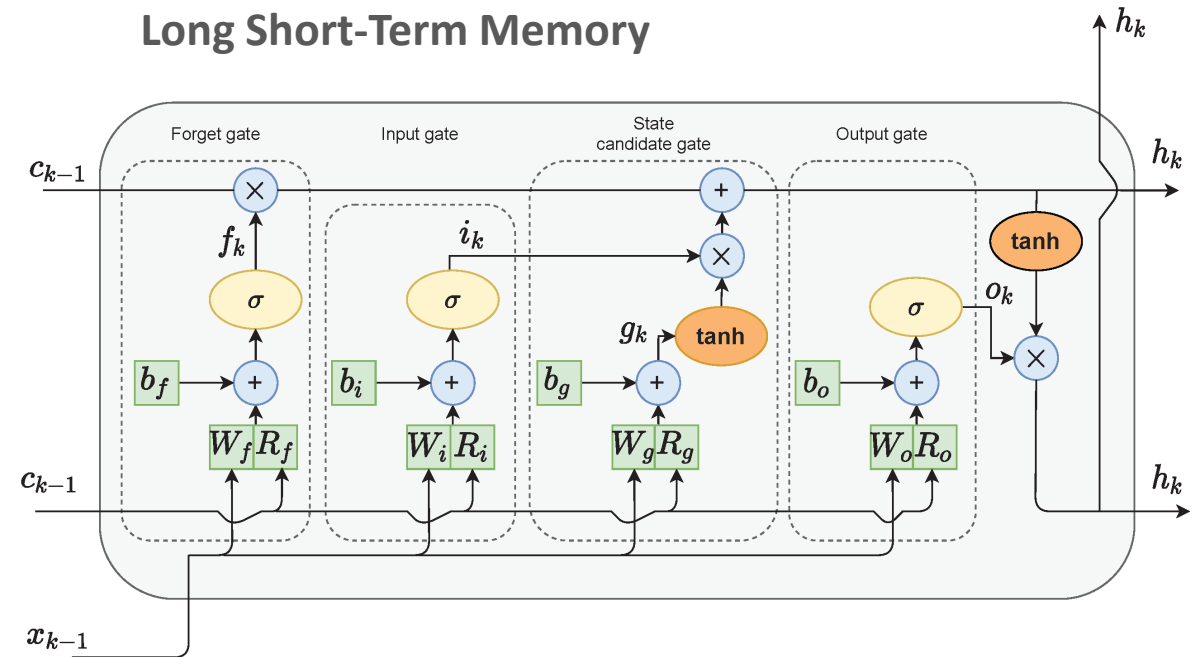 Long Short-Term Memory
h_k
Forget gate
Input gate
State
candidate gate
Output gate
c_{k-1}
×
+
h_k
f_k
i_k
×
tanh
σ
σ
g_k
tanh
σ
o_k
×
b_f
+
b_i
+
b_g
+
b_o
+
W_f R_f
W_i R_i
W_g R_g
W_o R_o
c_{k-1}
h_k
x_{k-1}